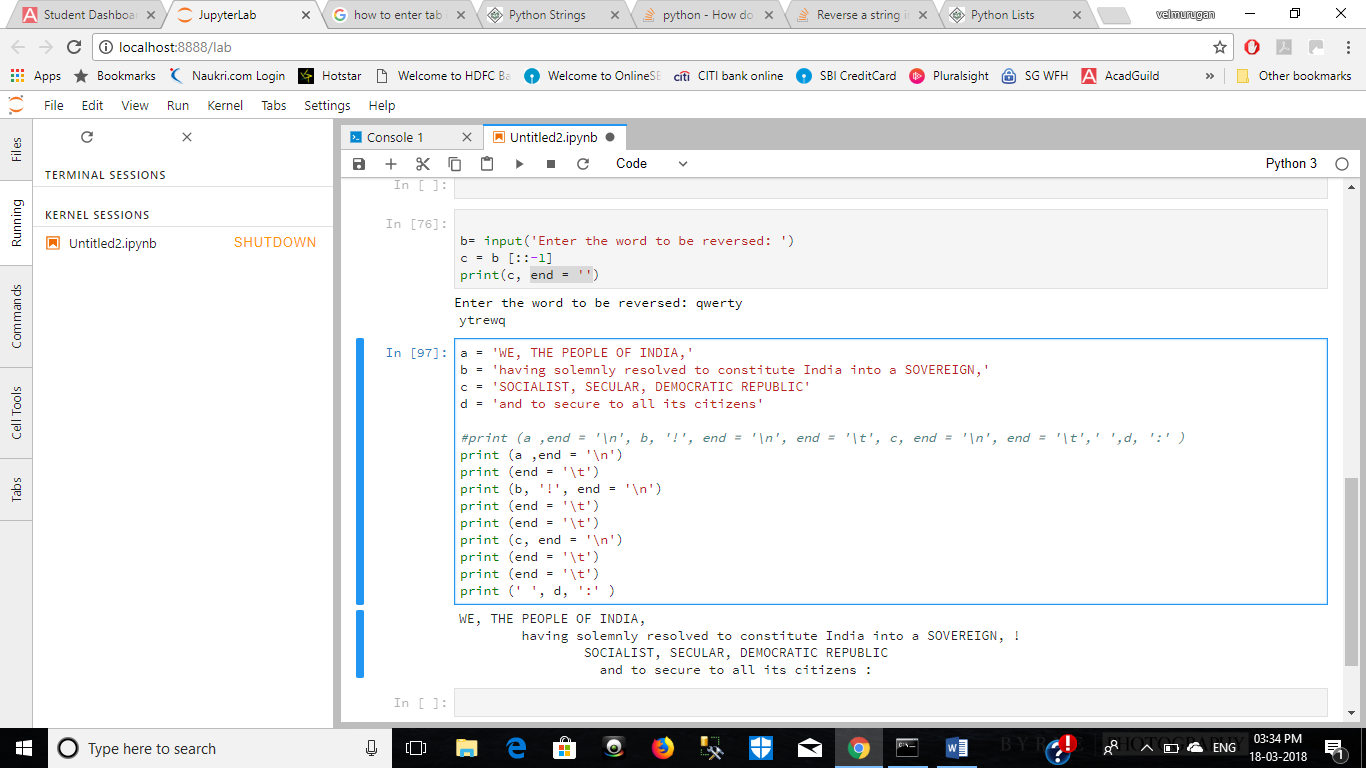 Student Dashboa
JupyterLab
how to enter tab
Python Strings
python - How do
Reverse a string i
Python Lists
velmurugan
localhost:8888/lab
Apps
Bookmarks
Naukri.com Login
Hotstar
Welcome to HDFC Ba
Welcome to OnlineSB
citi CITI bank online
SBI CreditCard
Pluralsight
SG WFH
AcadGuild
»
Other bookmarks
File Edit View Run Kernel Tabs Settings Help
Files
Running
Commands
Cell Tools
Tabs
TERMINAL SESSIONS
KERNEL SESSIONS
Untitled2.ipynb SHUTDOWN
Console 1
Untitled2.ipynb
Code
Python 3
In [ ]:
In [76]:
b= input('Enter the word to be reversed: ')
c = b [::-1]
print(c, end = '')
Enter the word to be reversed: qwerty
ytrewq
In [97]:
a = 'WE, THE PEOPLE OF INDIA,'
b = 'having solemnly resolved to constitute India into a SOVEREIGN,'
c = 'SOCIALIST, SECULAR, DEMOCRATIC REPUBLIC'
d = 'and to secure to all its citizens'
#print (a ,end = '\n', b, '!', end = '\n', end = '\t', c, end = '\n', end = '\t',' ',d, ':' )
print (a ,end = '\n')
print (end = '\t')
print (b, '!', end = '\n')
print (end = '\t')
print (end = '\t')
print (c, end = '\n')
print (end = '\t')
print (end = '\t')
print (' ', d, ':' )
WE, THE PEOPLE OF INDIA,
having solemnly resolved to constitute India into a SOVEREIGN, !
SOCIALIST, SECULAR, DEMOCRATIC REPUBLIC
and to secure to all its citizens :
In [ ]:
Type here to search
ENG
03:34 PM
18-03-2018
1